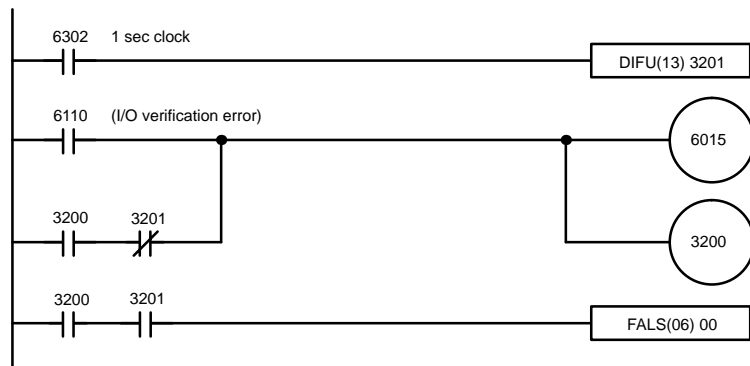 6302 1 sec clock
DIFU(13) 3201
6110 (I/O verification error)
6015
3200 3201
3200
3200 3201
FALS(06) 00